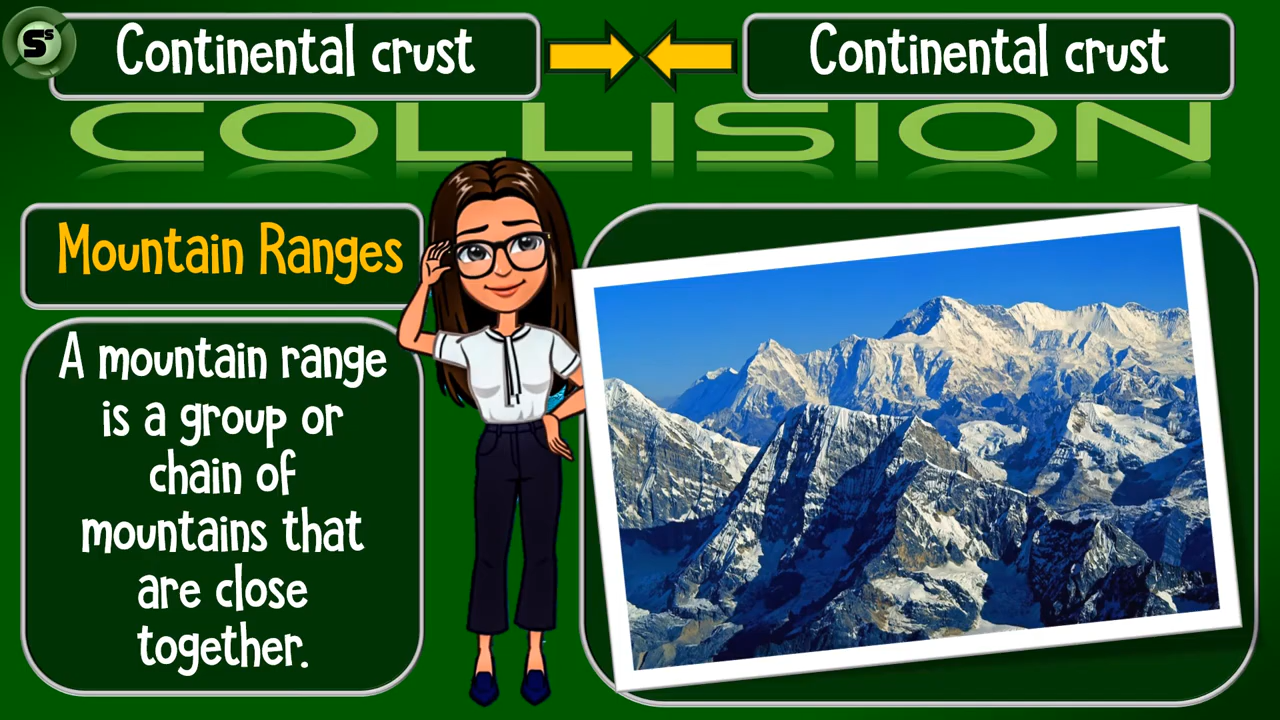 Ss
Continental crust
Continental crust
COLLISION
Mountain Ranges
A mountain range
is a group or
chain of
mountains that
are close
together.